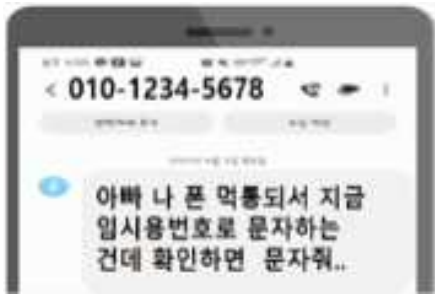 010-1234-5678
아빠 나 폰 먹통되서 지금
임시용번호로 문자하는
건데 확인하면 문자줘..